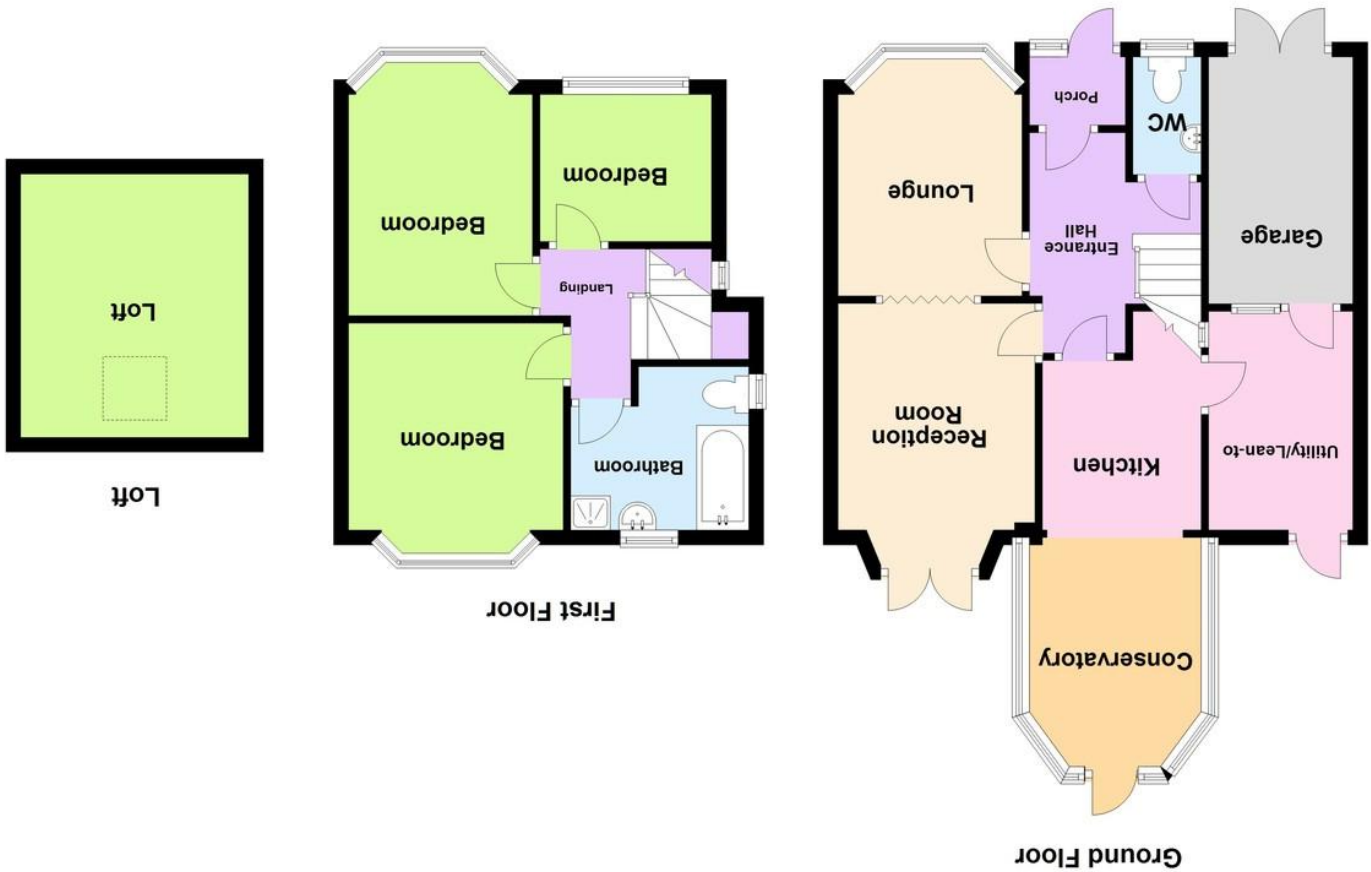 Ground Floor
Conservatory
Utility/Lean-to
Kitchen
Reception
Room
Garage
Entrance
Hall
Lounge
WC
Porch
First Floor
Bathroom
Bedroom
Landing
Bedroom
Bedroom
Loft
Loft